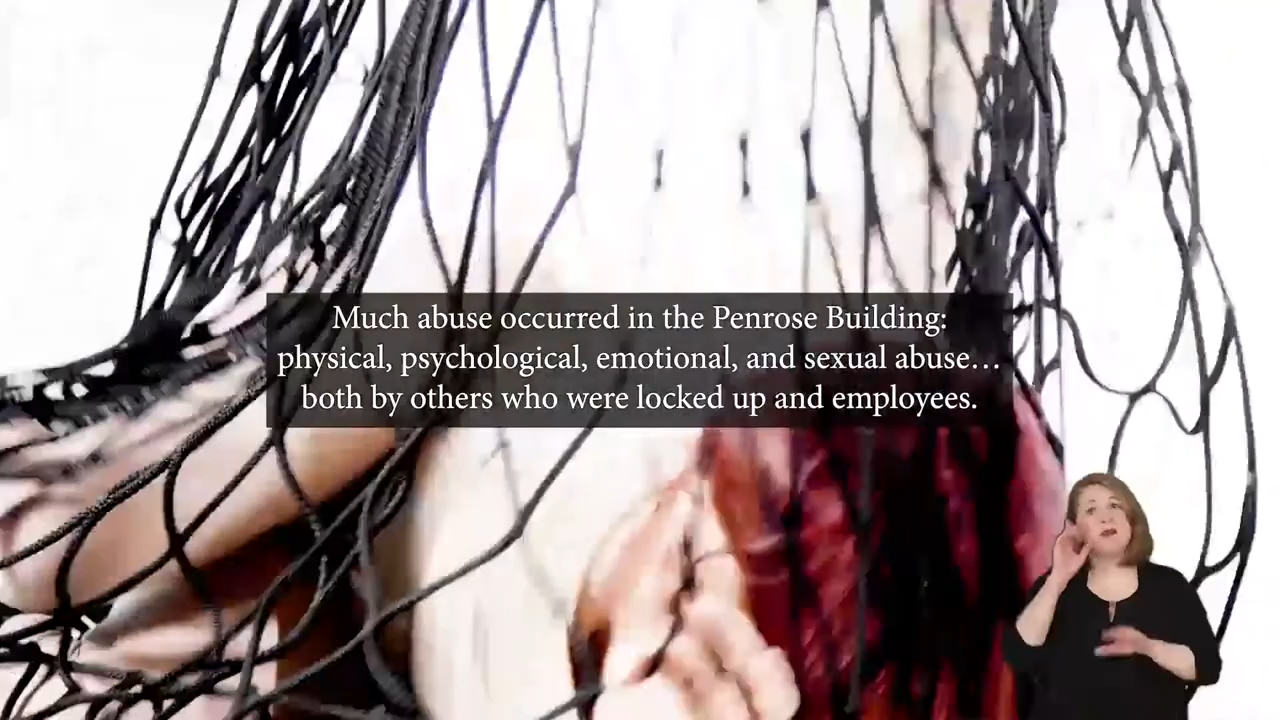 Much abuse occurred in the Penrose Building:
physical, psychological, emotional, and sexual abuse…
both by others who were locked up and employees.